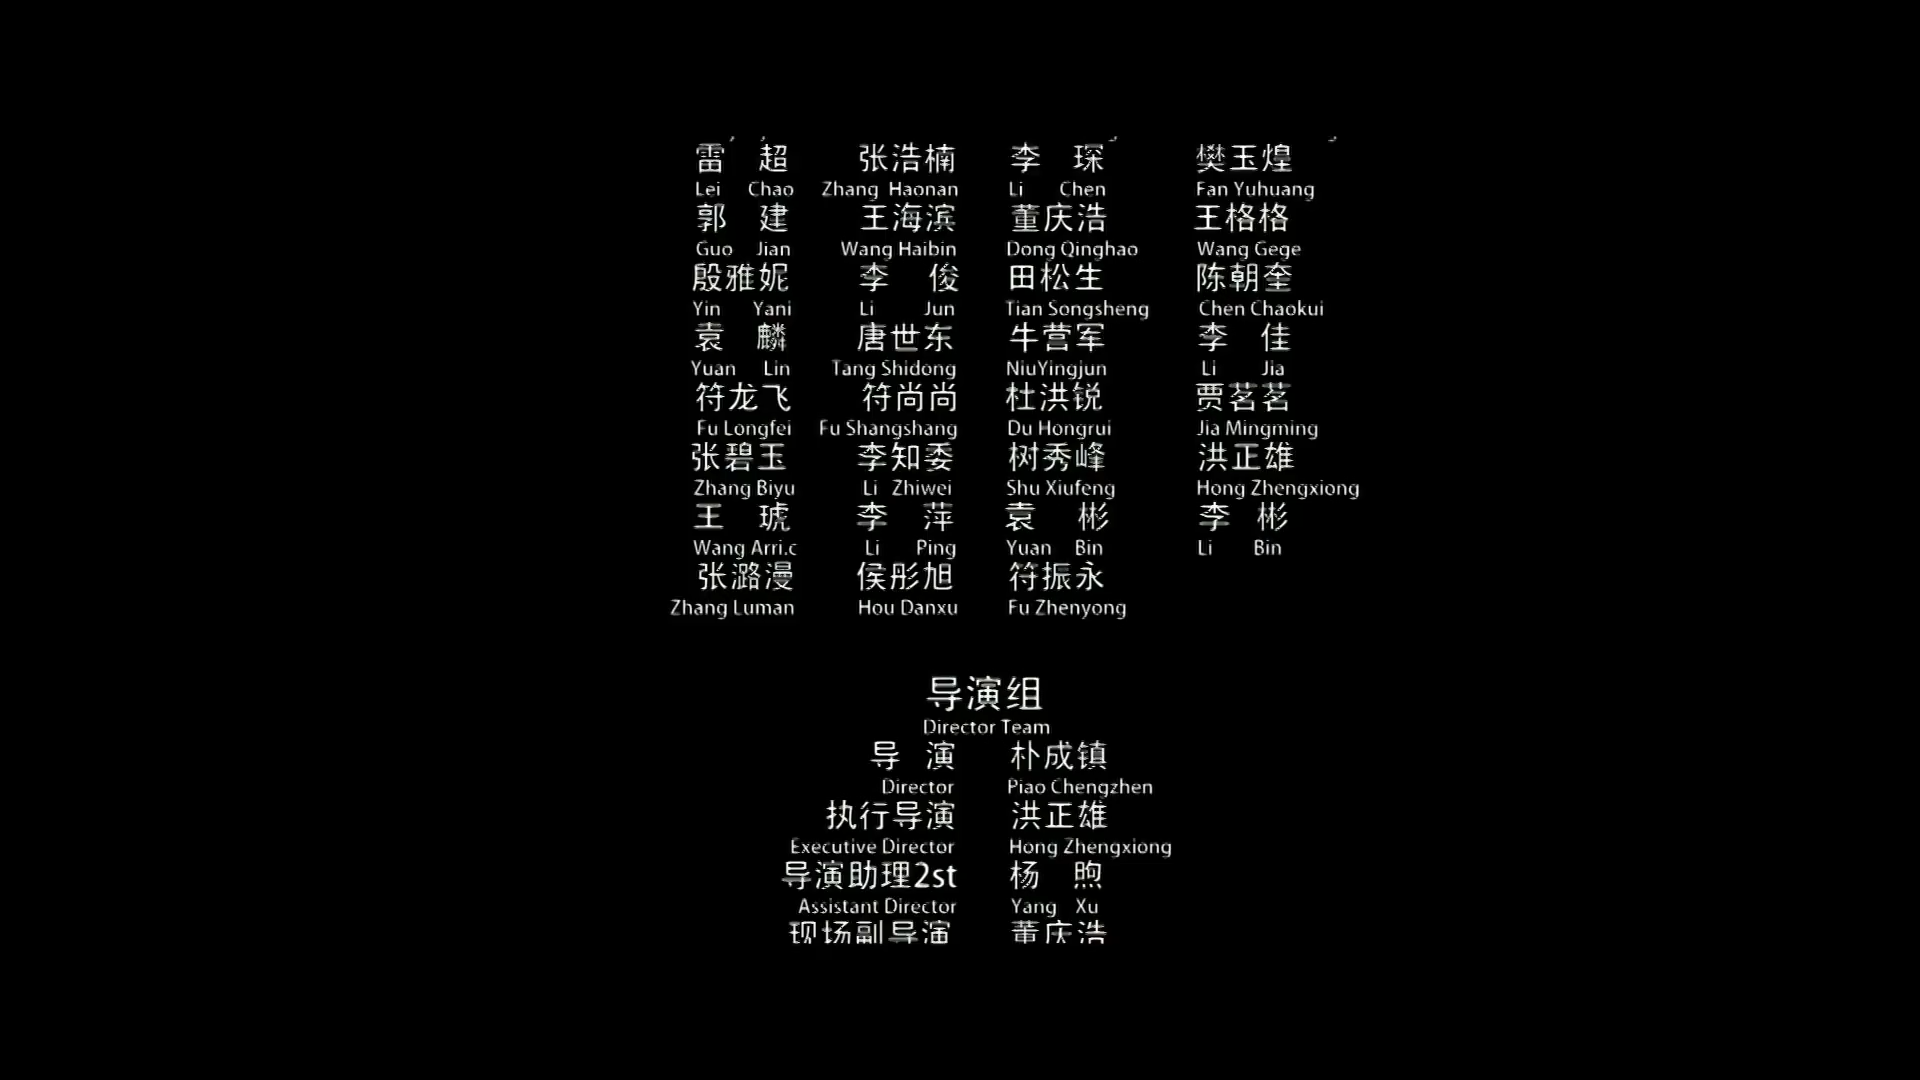 雷 超 张浩楠 李 琛 樊玉煌
Lei Chao Zhang Haonan Li Chen Fan Yuhuang
郭 建 王海滨 董庆浩 王格格
Guo Jian Wang Haibin Dong Qinghao Wang Gege
殷雅妮 李 俊 田松生 陈朝奎
Yin Yani Li Jun Tian Songsheng Chen Chaokui
袁 麟 唐世东 牛营军 李 佳
Yuan Lin Tang Shidong NiuYingjun Li Jia
符龙飞 符尚尚 杜洪锐 贾茗茗
Fu Longfei Fu Shangshang Du Hongrui Jia Mingming
张碧玉 李知委 树秀峰 洪正雄
Zhang Biyu Li Zhiwei Shu Xiufeng Hong Zhengxiong
王 琥 李 萍 袁 彬 李 彬
Wang Arri.c Li Ping Yuan Bin Li Bin
张潞漫 侯彤旭 符振永
Zhang Luman Hou Danxu Fu Zhenyong
导演组
Director Team
导 演 朴成镇
Director Piao Chengzhen
执行导演 洪正雄
Executive Director Hong Zhengxiong
导演助理2st 杨 煦
Assistant Director Yang Xu
现场副导演 董庆浩